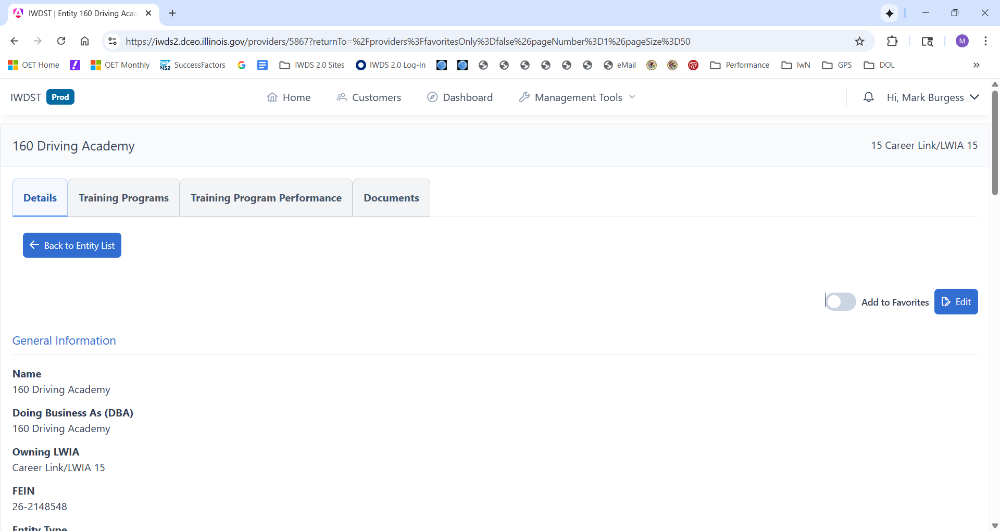 IWDST | Entity 160 Driving Acad
https://iwds2.dceo.illinois.gov/providers/5867?returnTo=%2Fproviders%3FfavoritesOnly%3Dfalse%26pageNumber%3D1%26pageSize%3D50
M
OET Home OET Monthly SAP NS2 SuccessFactors IWDS 2.0 Sites IWDS 2.0 Log-In eMail Performance IwN GPS DOL
IWDST Prod Home Customers Dashboard Management Tools Hi, Mark Burgess
160 Driving Academy 15 Career Link/LWIA 15
Details Training Programs Training Program Performance Documents
Back to Entity List
Add to Favorites Edit
General Information
Name
160 Driving Academy
Doing Business As (DBA)
160 Driving Academy
Owning LWIA
Career Link/LWIA 15
FEIN
26-2148548
Entity Type